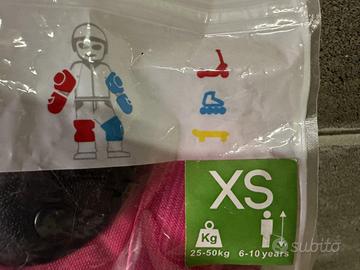 XS
Kg
25-50kg 6-10 years
subito